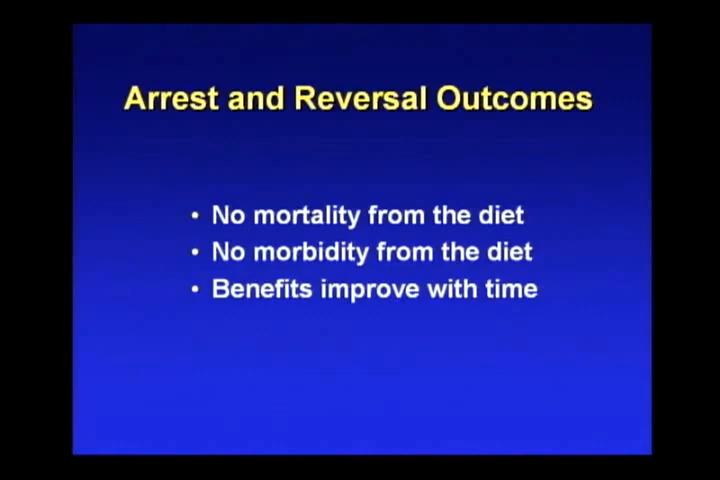 Arrest and Reversal Outcomes
• No mortality from the diet
• No morbidity from the diet
• Benefits improve with time